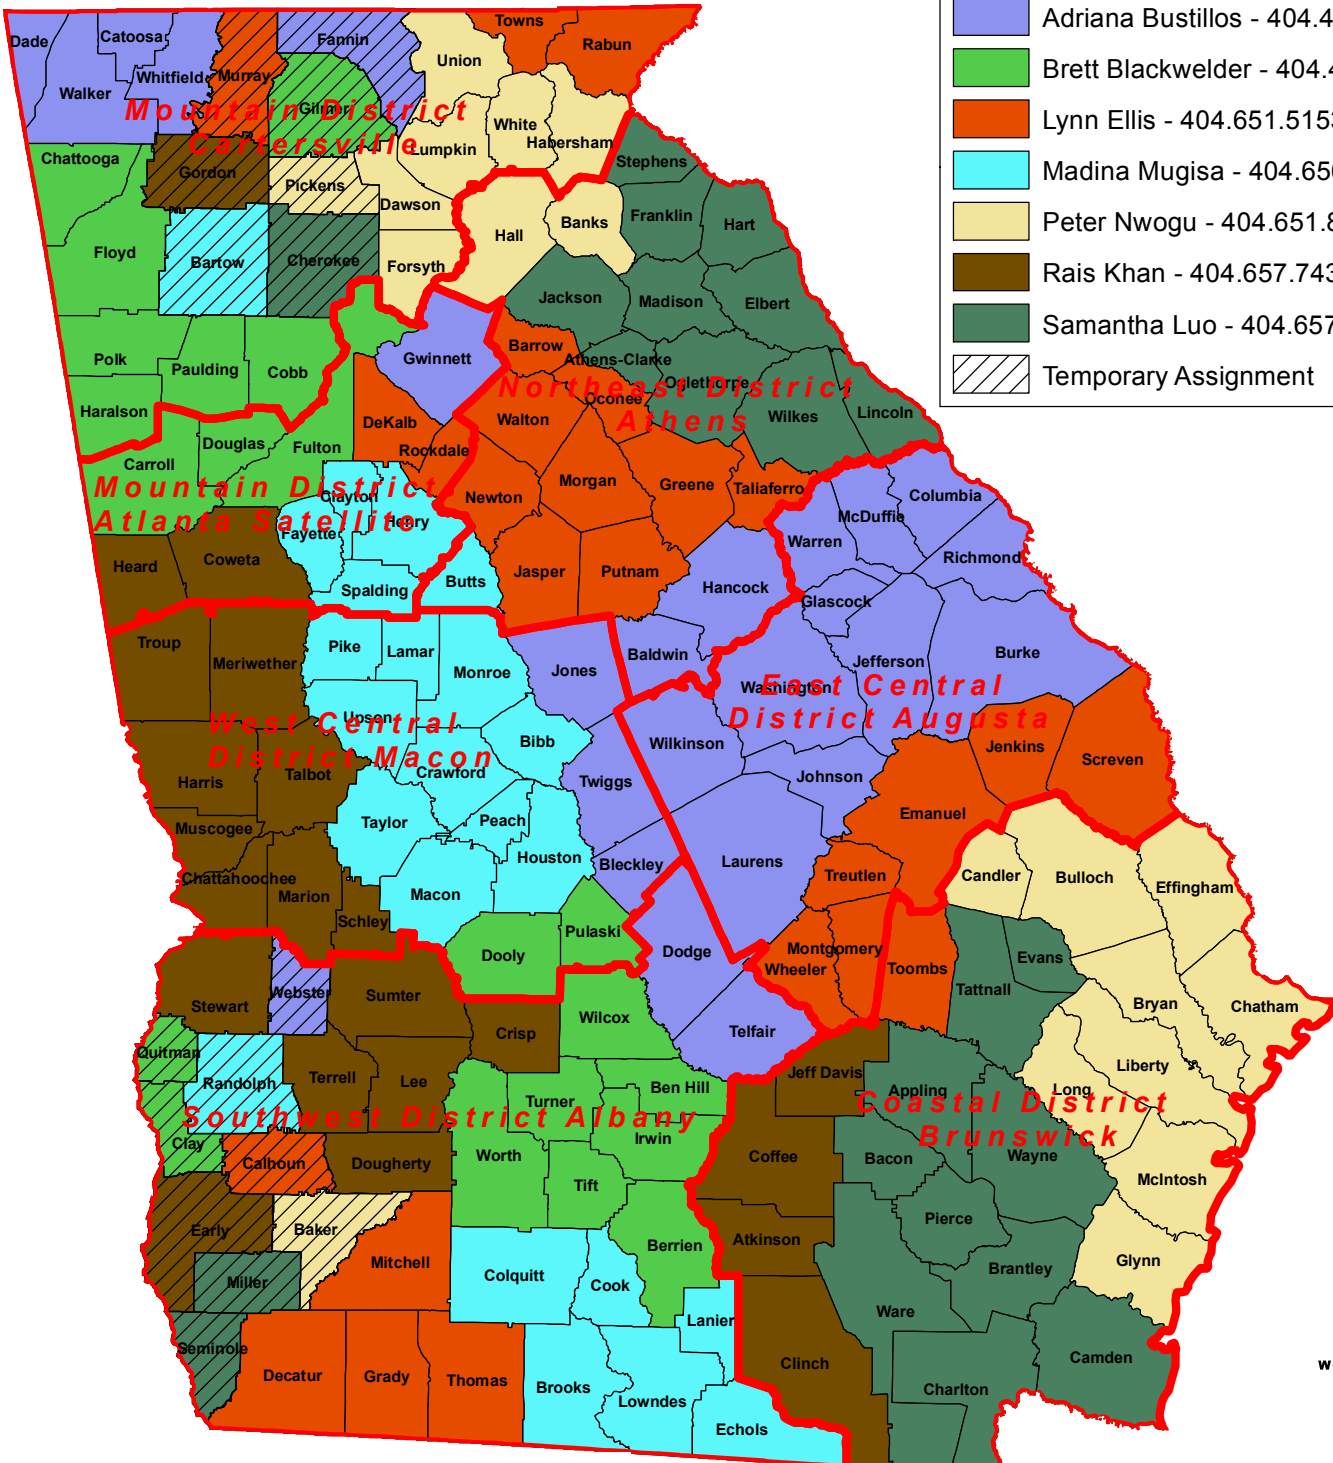 Adriana Bustillos - 404.4
Brett Blackwelder - 404.4
Lynn Ellis - 404.651.5153
Madina Mugisa - 404.656
Peter Nwogu - 404.651.8
Rais Khan - 404.657.743
Samantha Luo - 404.657
Temporary Assignment
Towns
Dade
Catoosa
Fannin
Rabun
Union
Whitfield
Murray
Walker
Gilmer
Mountain District
Cartersville
White
Habersham
Lumpkin
Chattooga
Stephens
Gordon
Pickens
Dawson
Franklin
Hart
Banks
Hall
Floyd
Bartow
Cherokee
Forsyth
Jackson
Madison
Elbert
Barrow
Gwinnett
Athens-Clarke
Polk
Paulding
Cobb
Oglethorpe
Northeast District
Athens
Oconee
Haralson
Wilkes
Lincoln
Walton
DeKalb
Douglas
Fulton
Rockdale
Carroll
Morgan
Greene
Taliaferro
Mountain District
Atlanta Satellite
Clayton
Newton
Columbia
McDuffie
Henry
Fayette
Warren
Richmond
Heard
Coweta
Jasper
Putnam
Butts
Hancock
Spalding
Glascock
Troup
Pike
Lamar
Baldwin
Burke
Meriwether
Monroe
Jones
Jefferson
Washington
East Central
District Augusta
Upson
West Central
District Macon
Bibb
Wilkinson
Jenkins
Screven
Talbot
Crawford
Harris
Twiggs
Johnson
Emanuel
Muscogee
Taylor
Peach
Houston
Bleckley
Laurens
Chattahoochee
Marion
Macon
Treutlen
Candler
Bulloch
Effingham
Schley
Pulaski
Dooly
Dodge
Montgomery
Wheeler
Toombs
Evans
Tattnall
Webster
Sumter
Stewart
Bryan
Chatham
Wilcox
Crisp
Telfair
Quitman
Liberty
Jeff Davis
Randolph
Terrell
Lee
Ben Hill
Appling
Long
Turner
Southwest District Albany
Coastal District
Brunswick
Clay
Irwin
Calhoun
Dougherty
Worth
Coffee
Bacon
Wayne
McIntosh
Tift
Early
Baker
Pierce
Berrien
Atkinson
Mitchell
Glynn
Miller
Colquitt
Cook
Brantley
Ware
Lanier
Seminole
Clinch
Camden
Decatur
Grady
Thomas
Brooks
Lowndes
Charlton
Echols
W